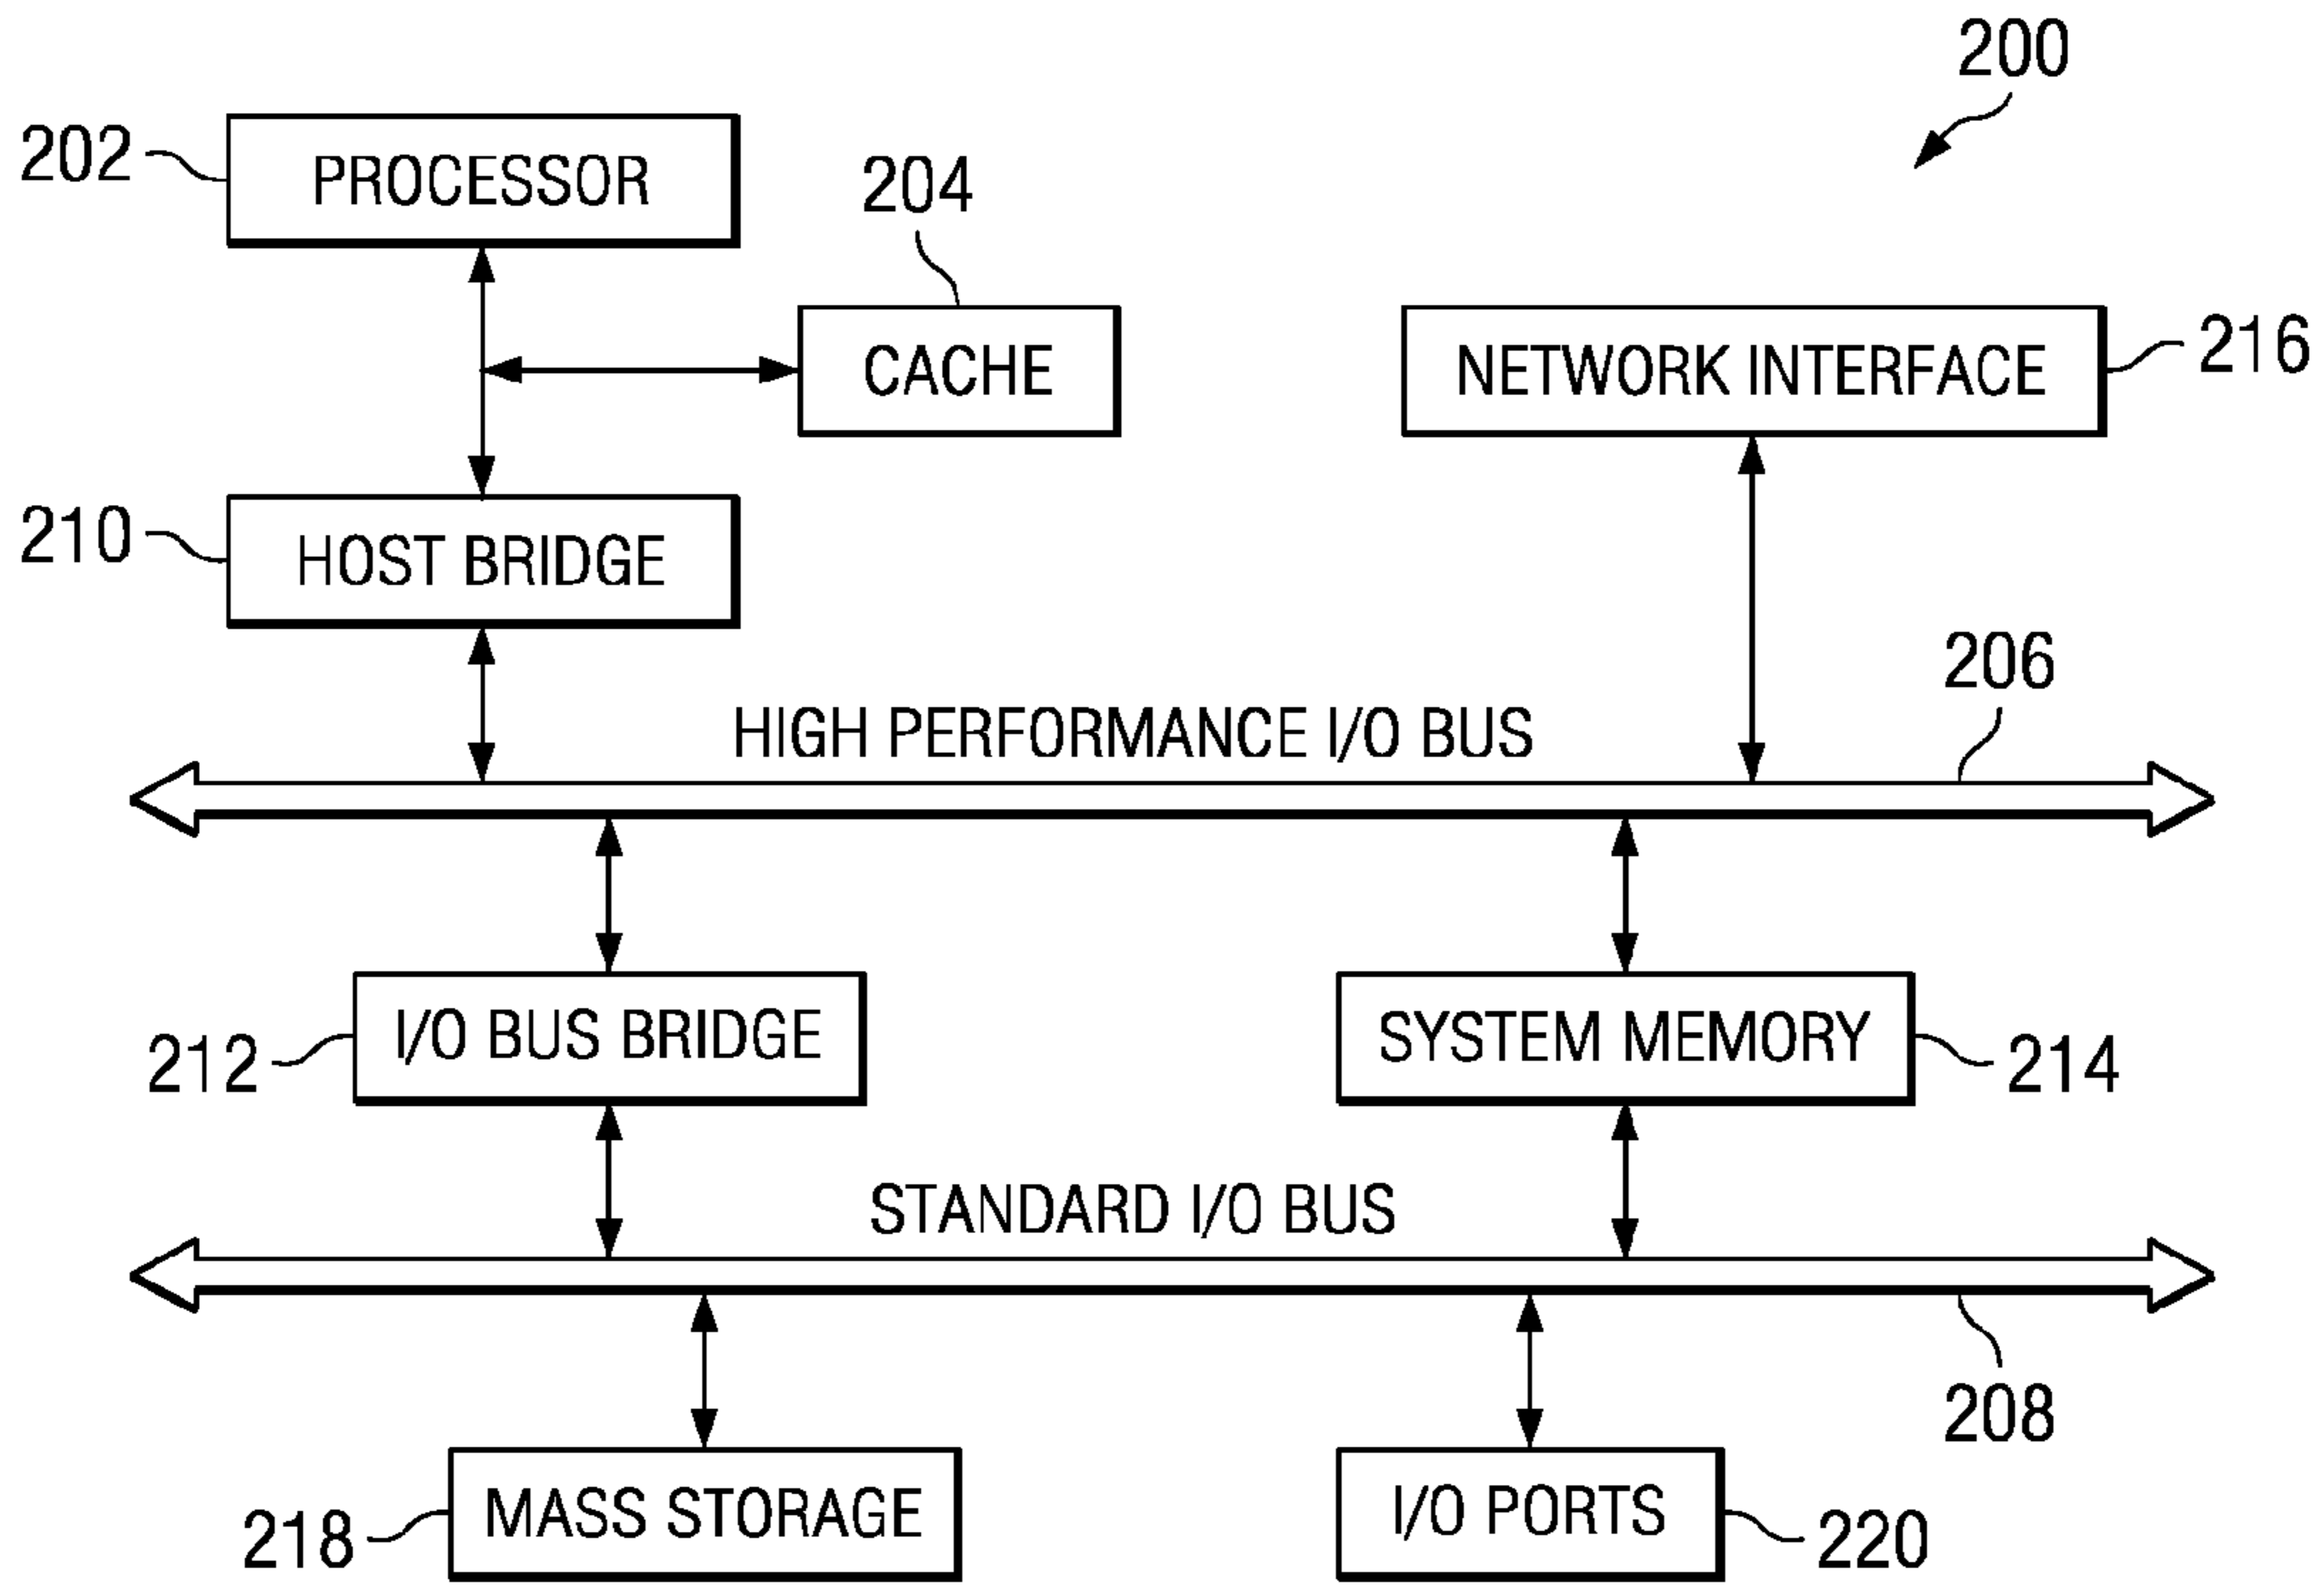 200
202
PROCESSOR
204
CACHE
NETWORK INTERFACE
216
210
HOST BRIDGE
206
HIGH PERFORMANCE I/O BUS
212
I/O BUS BRIDGE
SYSTEM MEMORY
214
STANDARD I/O BUS
208
218
MASS STORAGE
I/O PORTS
220